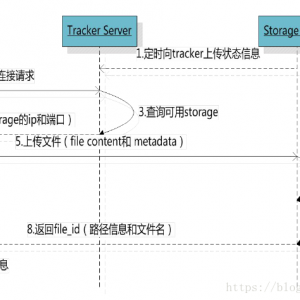 Tracker Server
Storage
1.定时向tracker上传状态信息
连接请求
3.查询可用storage
rage的ip和端口）
5.上传文件（file content和 metadata）
8.返回file_id（路径信息和文件名）
息
https://blo